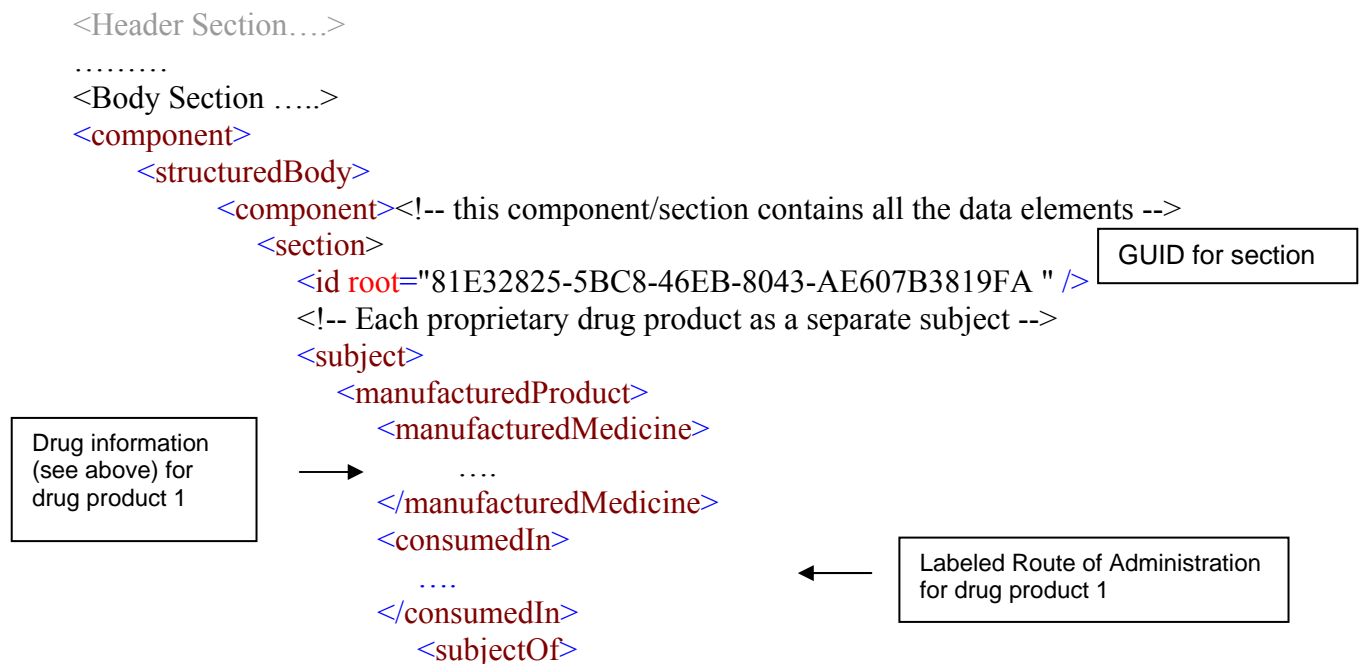 <Header Section….>
………
<Body Section …..>
<component>
<structuredBody>
<component><!-- this component/section contains all the data elements -->
<section>
GUID for section
<id root="81E32825-5BC8-46EB-8043-AE607B3819FA " />
<!-- Each proprietary drug product as a separate subject -->
<subject>
<manufacturedProduct>
<manufacturedMedicine>
Drug information
(see above) for
drug product 1
….
</manufacturedMedicine>
<consumedIn>
Labeled Route of Administration
for drug product 1
….
</consumedIn>
<subjectOf>